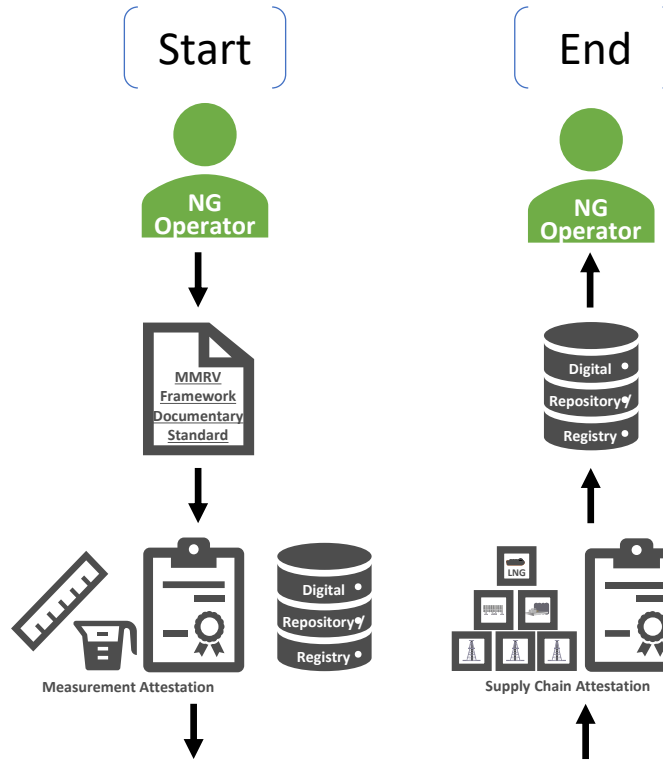 Start
NG
Operator
MMRV
Framework
Documentary
Standard
Digital
Repository/
Registry
Measurement Attestation
End
NG
Operator
Digital
Repository/
Registry
LNG
Supply Chain Attestation